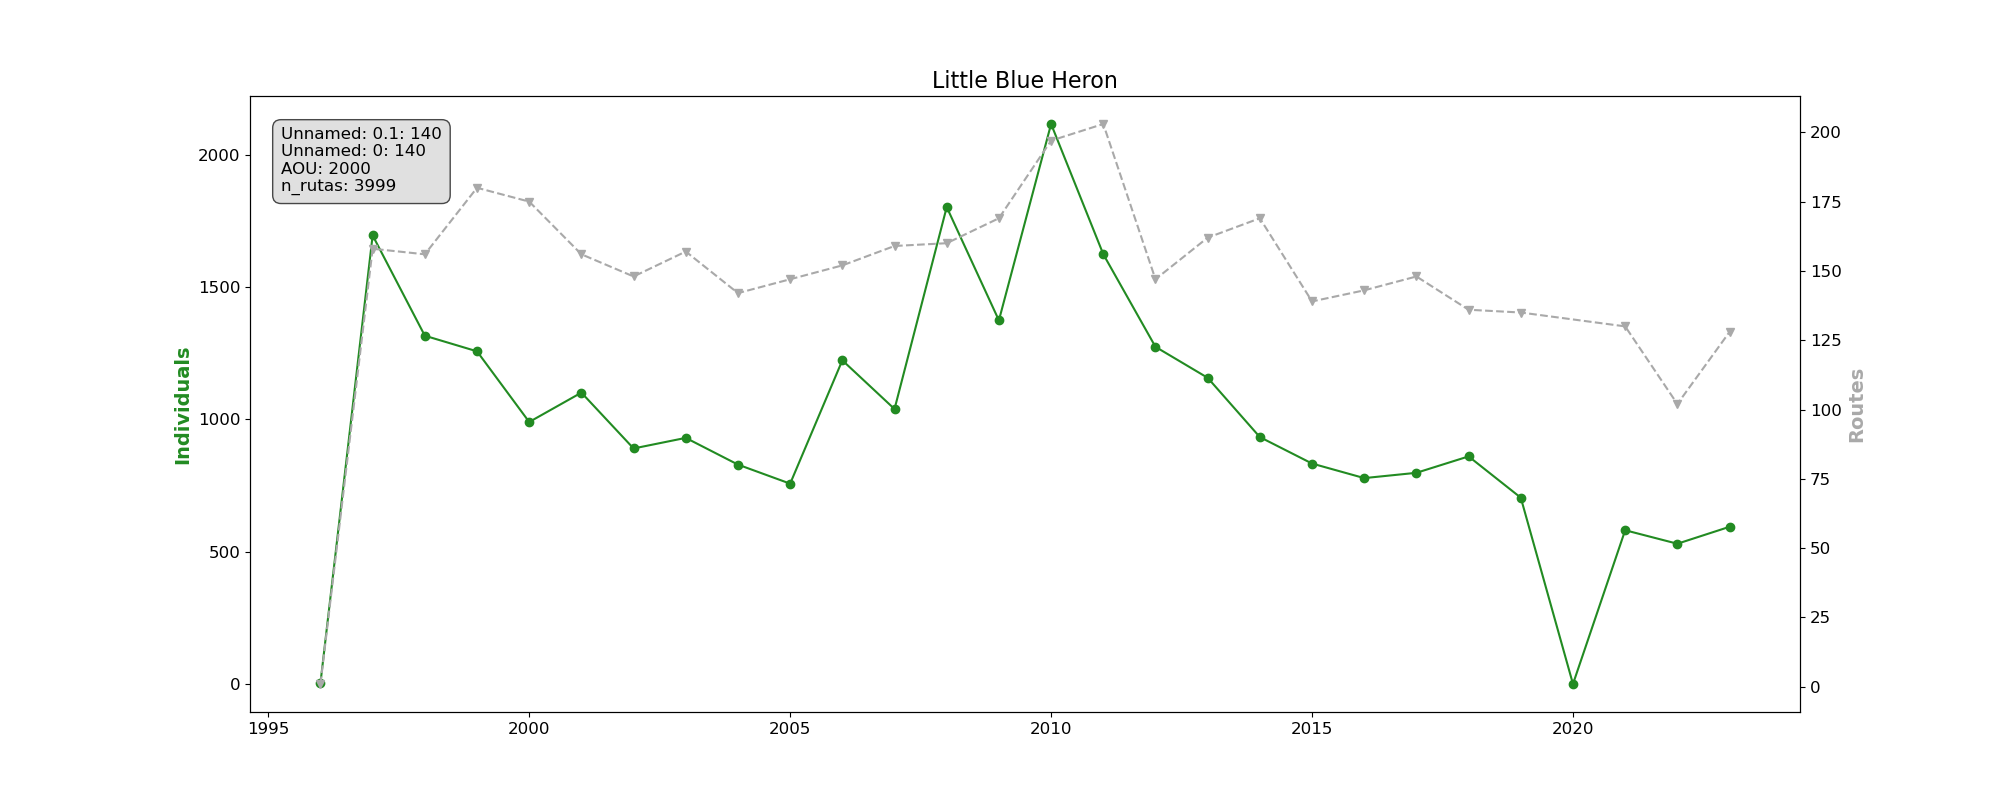 Little Blue Heron
Unnamed: 0.1: 140
Unnamed: 0: 140
AOU: 2000
n_rutas: 3999
Individuals
2000
1500
1000
500
0
Routes
200
175
150
125
100
75
50
25
0
1995
2000
2005
2010
2015
2020